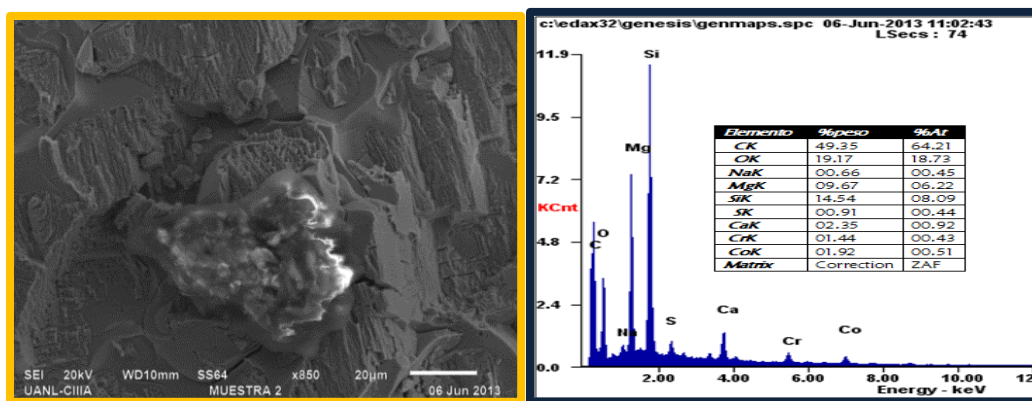 SEI 20kV WD10mm SS64 x850 20µm
UANL-CIIIA MUESTRA 2 06 Jun 2013
c:\edax32\genesis\genmaps.spc 06-Jun-2013 11:02:43
LSecs : 74
11.9
9.5
7.2
KCnt
4.8
2.4
0.0
C
O
Na
Mg
Si
S
Ca
Cr
Co
Elemento %peso %At
CK 49.35 64.21
OK 19.17 18.73
NaK 00.66 00.45
MgK 09.67 06.22
SiK 14.54 08.09
SK 00.91 00.44
CaK 02.35 00.92
CrK 01.44 00.43
CoK 01.92 00.51
Matrix Correction ZAF
2.00 4.00 6.00 8.00 10.00 12
Energy - keV